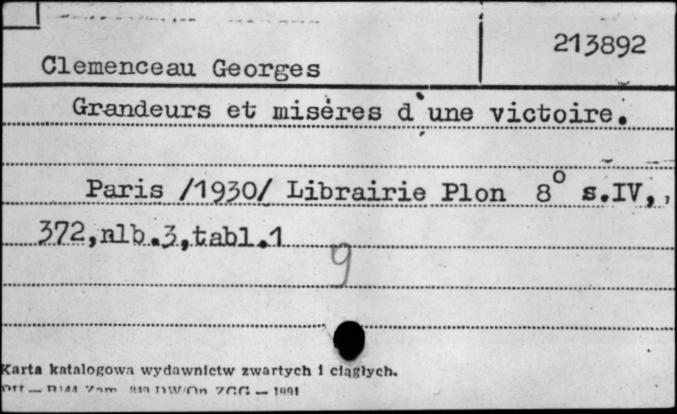 213892
Clemenceau Georges
Grandeurs et misères d'une victoire.
Paris /1930/ Librairie Plon 8° s.IV,,
372,nlb.3,tabl.1
9
Karta katalogowa wydawnictw zwartych i ciągłych.